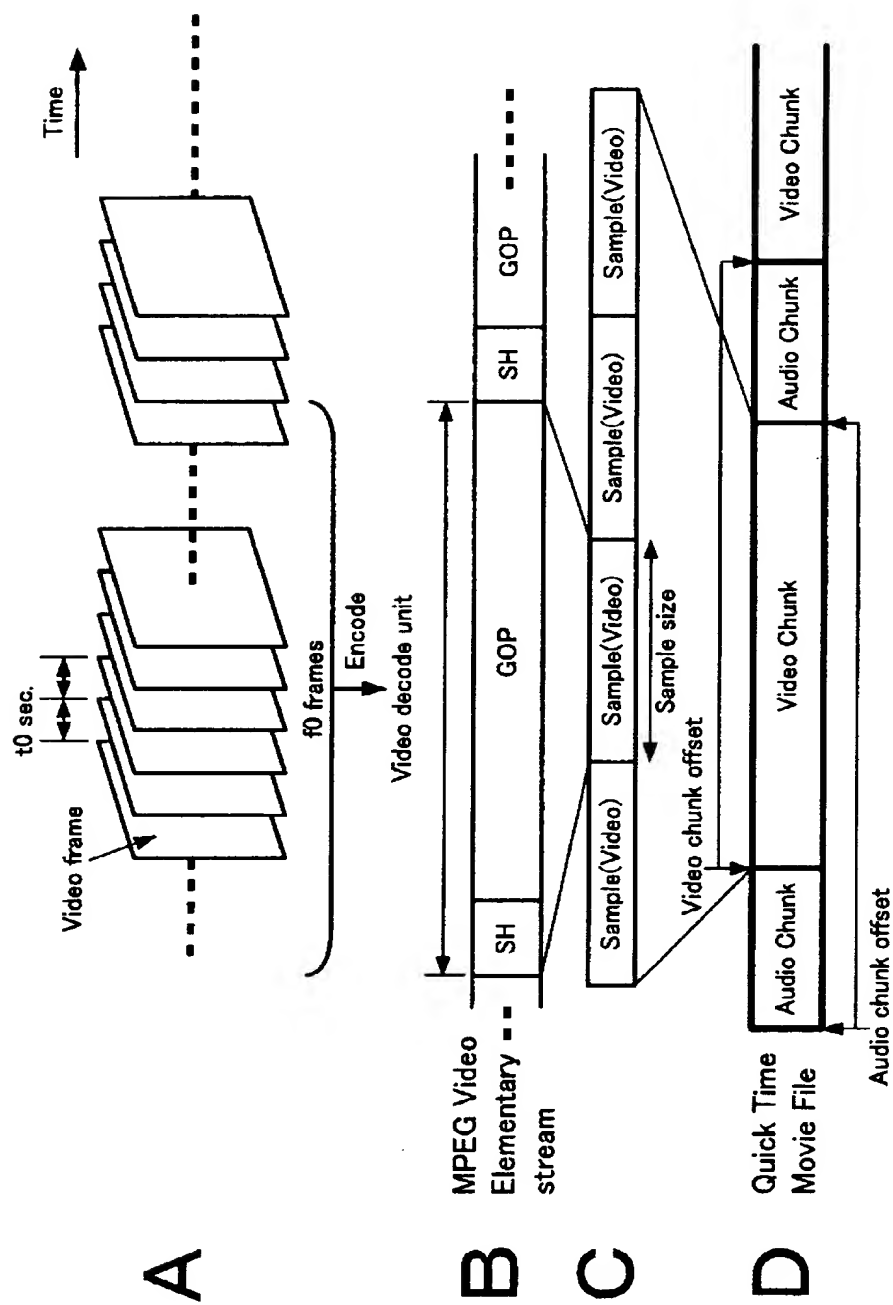 A
Time
t0 sec.
Video frame
f0 frames
Encode
Video decode unit
B
MPEG Video
Elementary
stream
SH
GOP
SH
GOP
C
Sample(Video)
Sample(Video)
Sample(Video)
Sample(Video)
Sample size
Video chunk offset
D
Quick Time
Movie File
Audio Chunk
Video Chunk
Audio Chunk
Video Chunk
Audio chunk offset